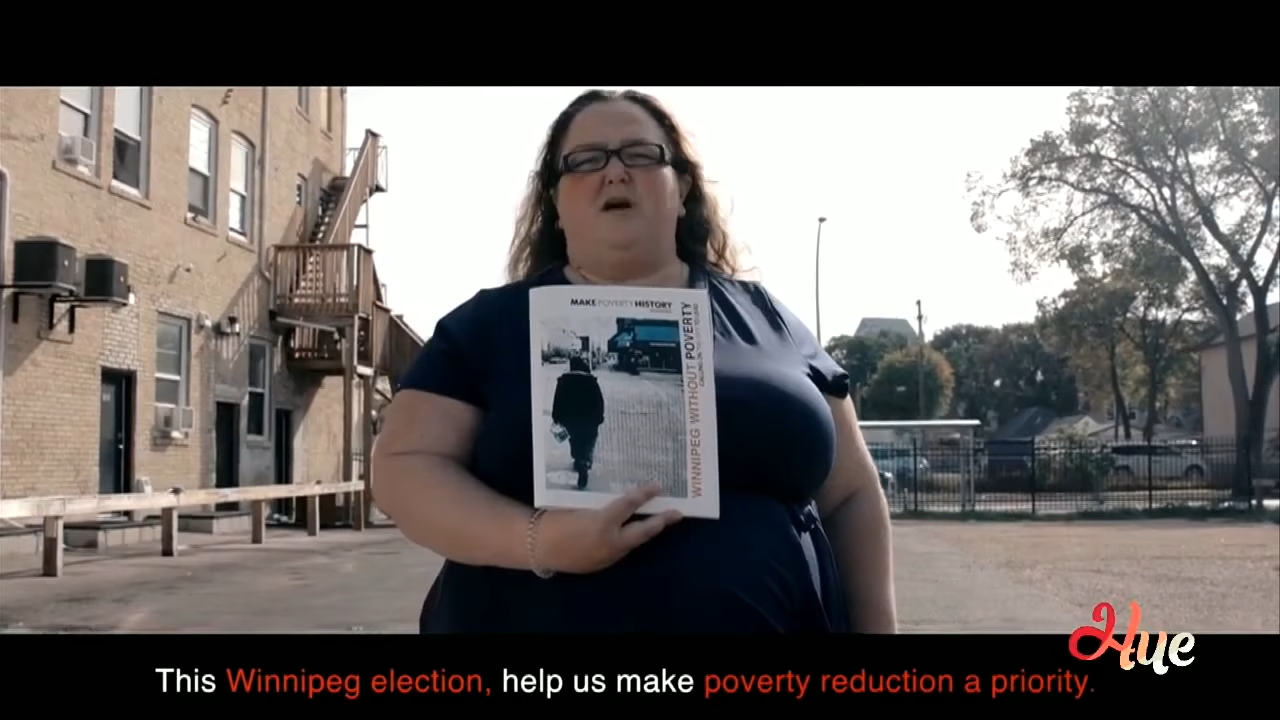 MAKE POVERTY HISTORY
WINNIPEG WITHOUT POVERTY
Hue
This Winnipeg election, help us make poverty reduction a priority.